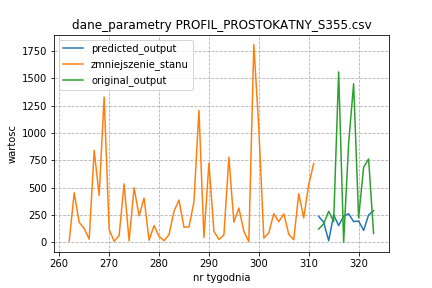 dane_parametry PROFIL_PROSTOKATNY_S355.csv
predicted_output
zmniejszenie_stanu
original_output
wartosc
1750
1500
1250
1000
750
500
250
0
260 270 280 290 300 310 320
nr tygodnia